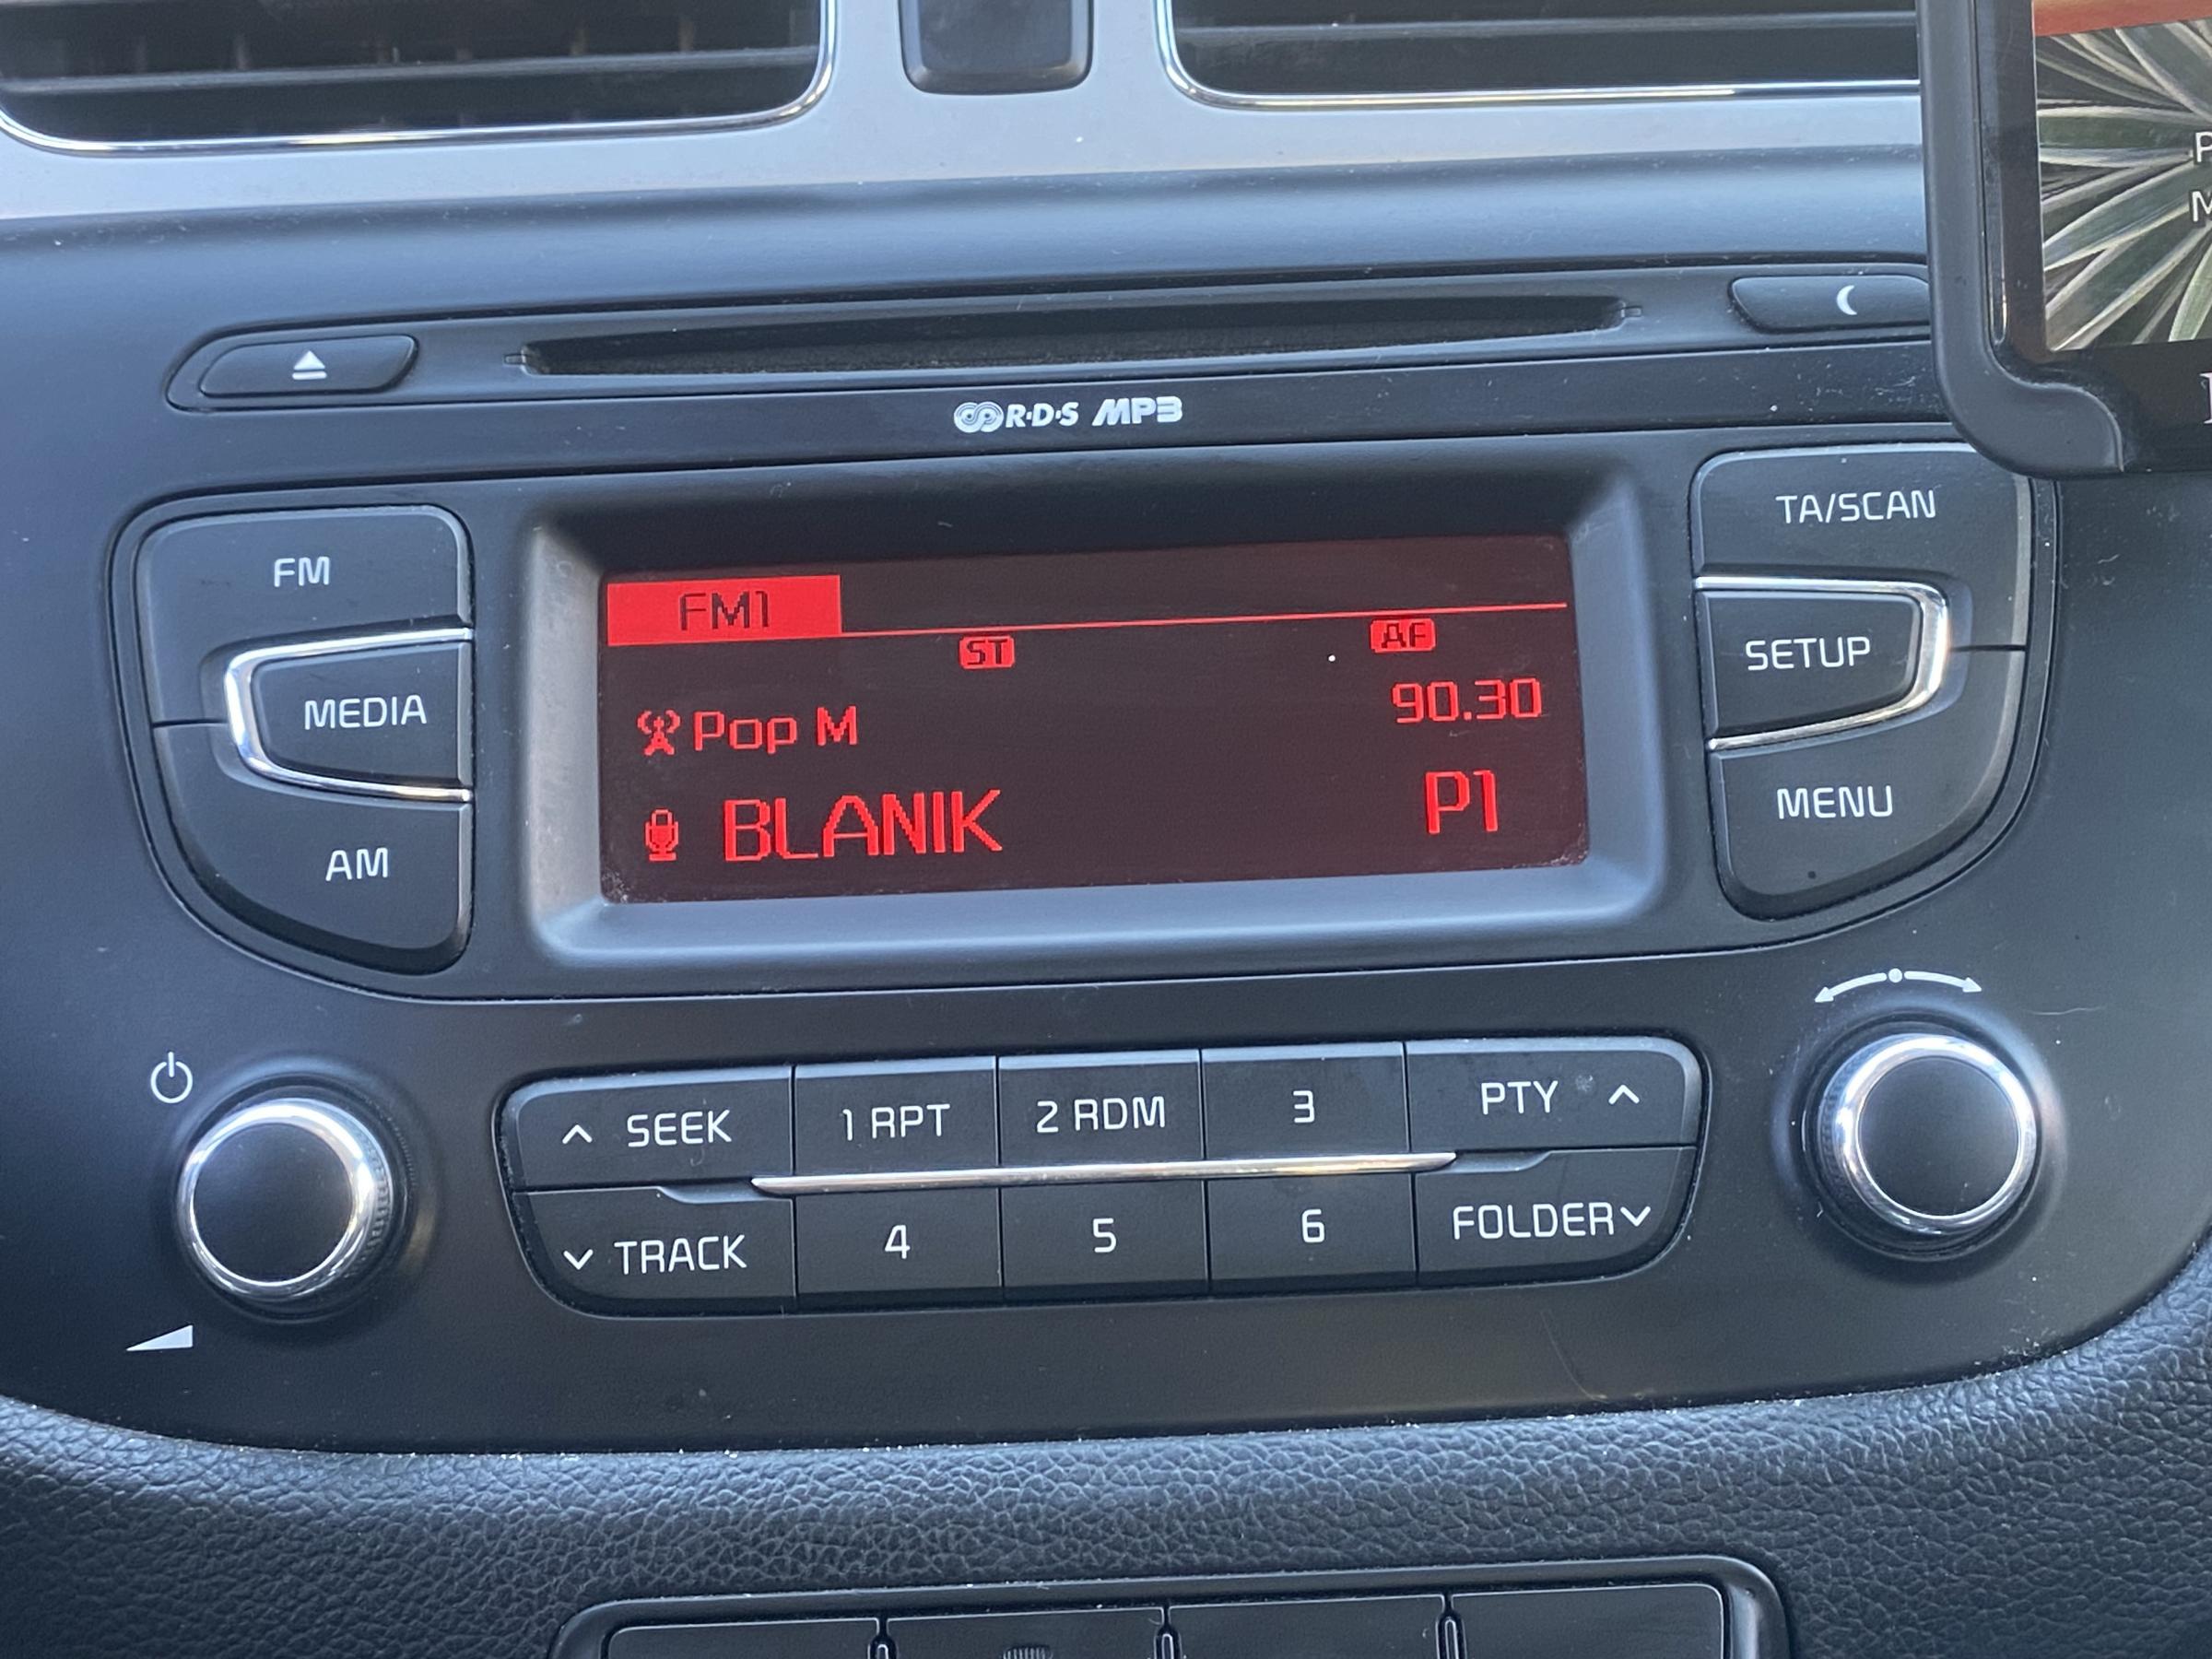 R·D·S MP3
FM
MEDIA
AM
FM1
ST
AF
Pop M
90.30
BLANIK
P1
TA/SCAN
SETUP
MENU
SEEK
1 RPT
2 RDM
3
PTY
TRACK
4
5
6
FOLDER